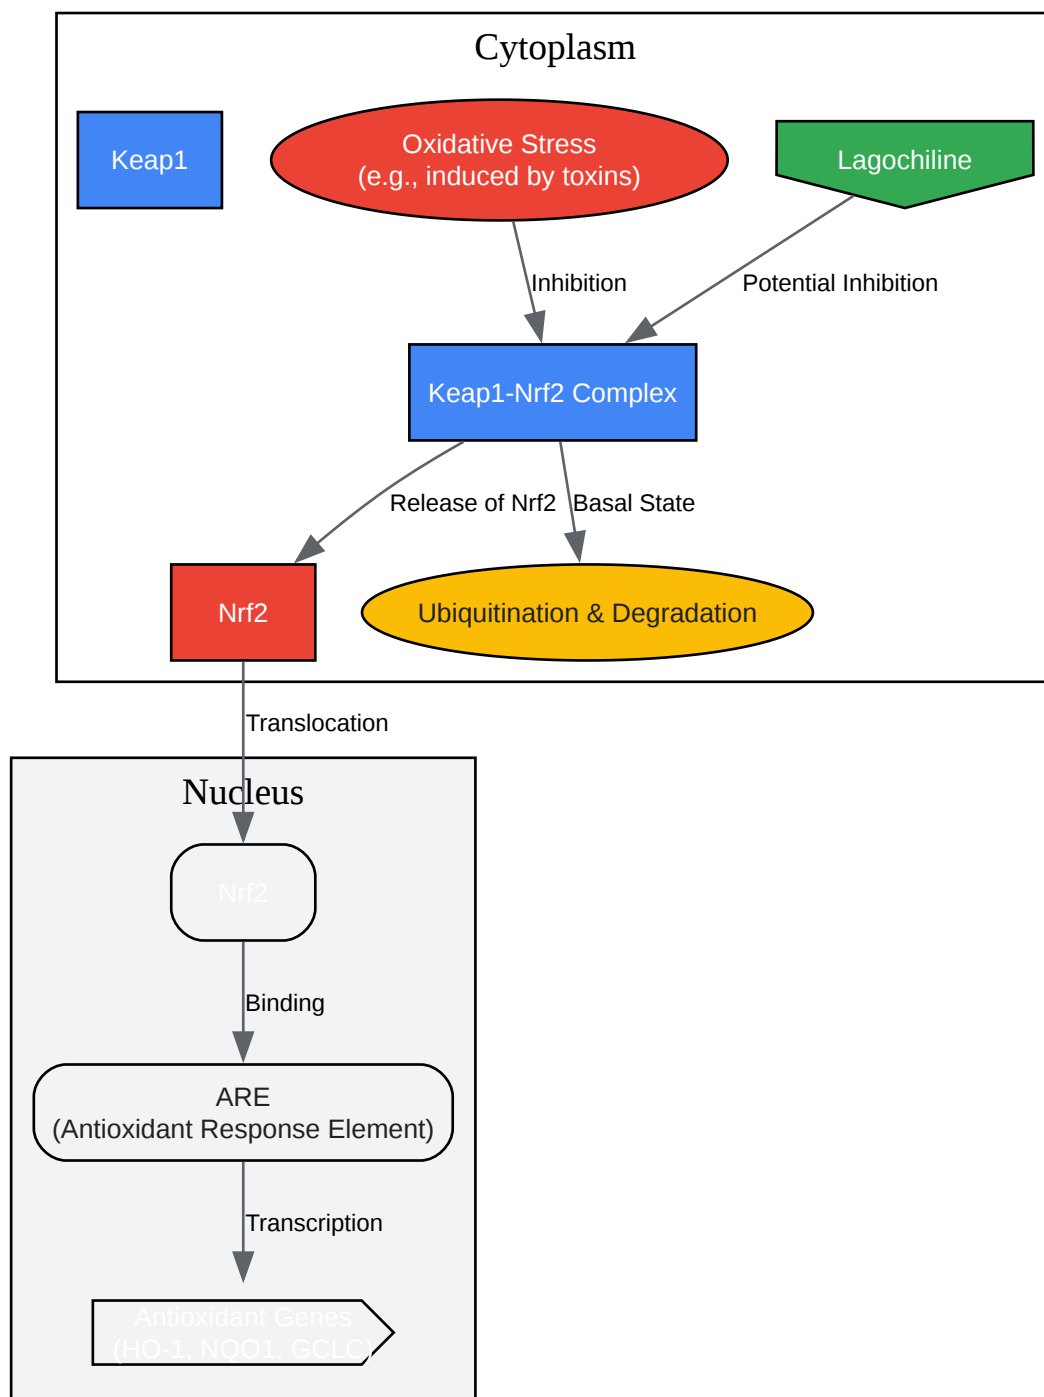 Cytoplasm
Keap1
Oxidative Stress
(e.g., induced by toxins)
Lagochiline
Inhibition
Potential Inhibition
Keap1-Nrf2 Complex
Release of Nrf2
Basal State
Nrf2
Ubiquitination & Degradation
Translocation
Nucleus
Nrf2
Binding
ARE
(Antioxidant Response Element)
Transcription
Antioxidant Genes
(HO-1, NQO1, GCLC)